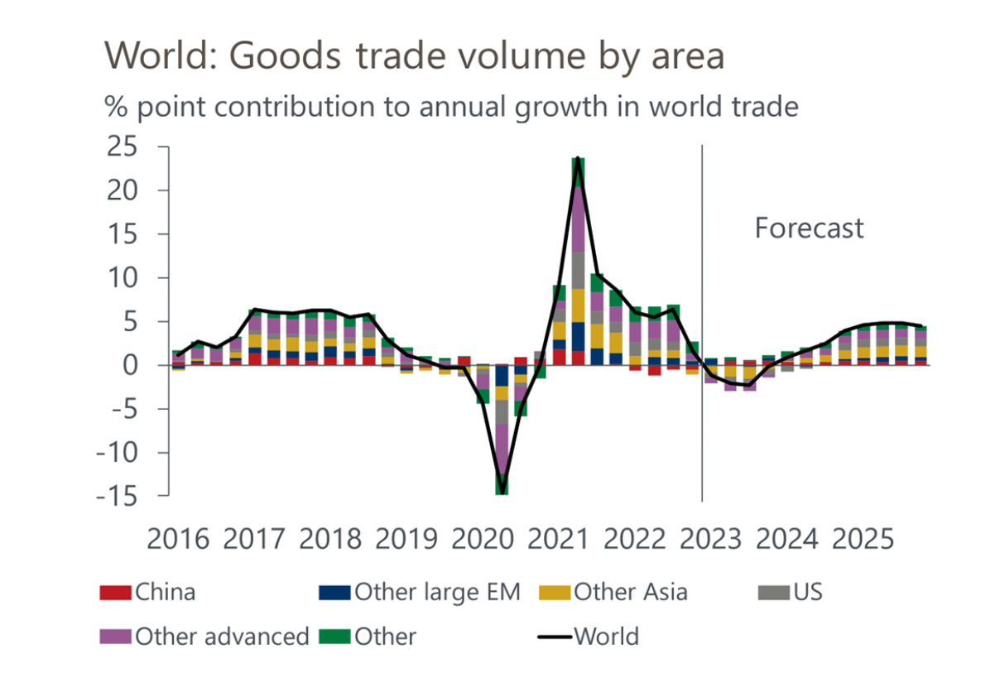 World: Goods trade volume by area
% point contribution to annual growth in world trade
25
20
15
10
5
0
-5
-10
-15
Forecast
2016 2017 2018 2019 2020 2021 2022 2023 2024 2025
China Other large EM Other Asia US
Other advanced Other World